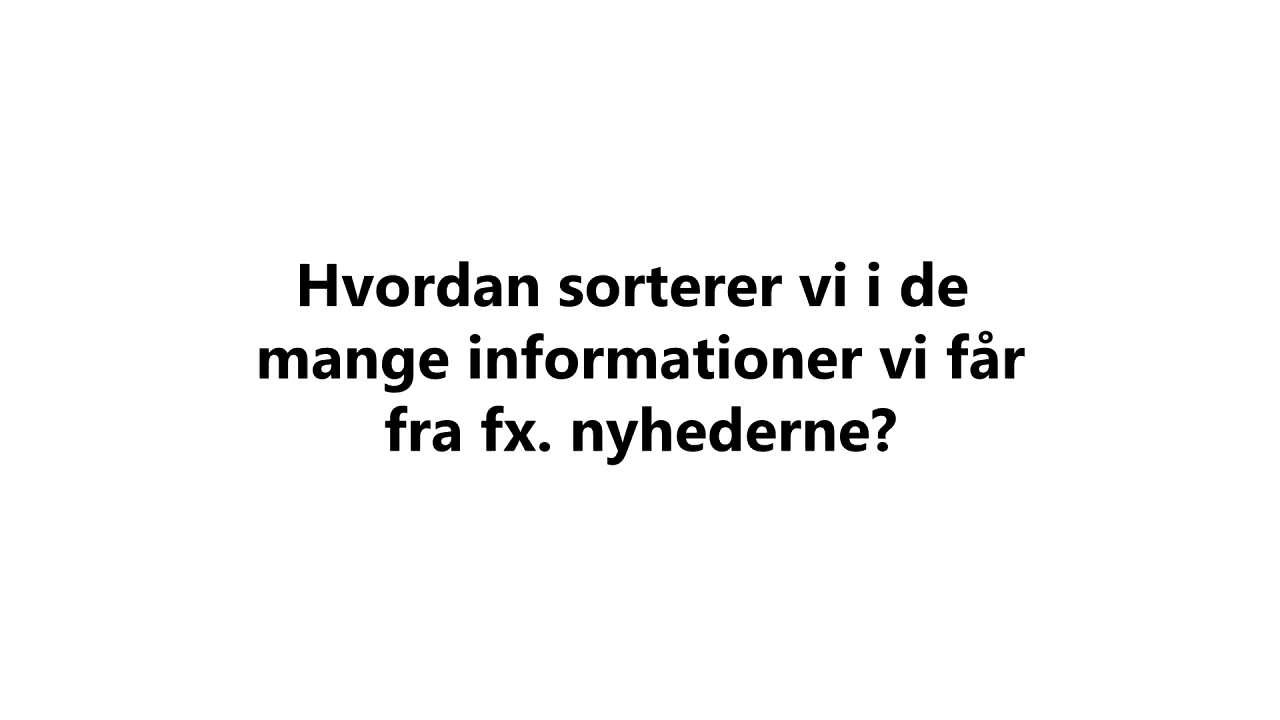 Hvordan sorterer vi i de
mange informationer vi får
fra fx. nyhederne?